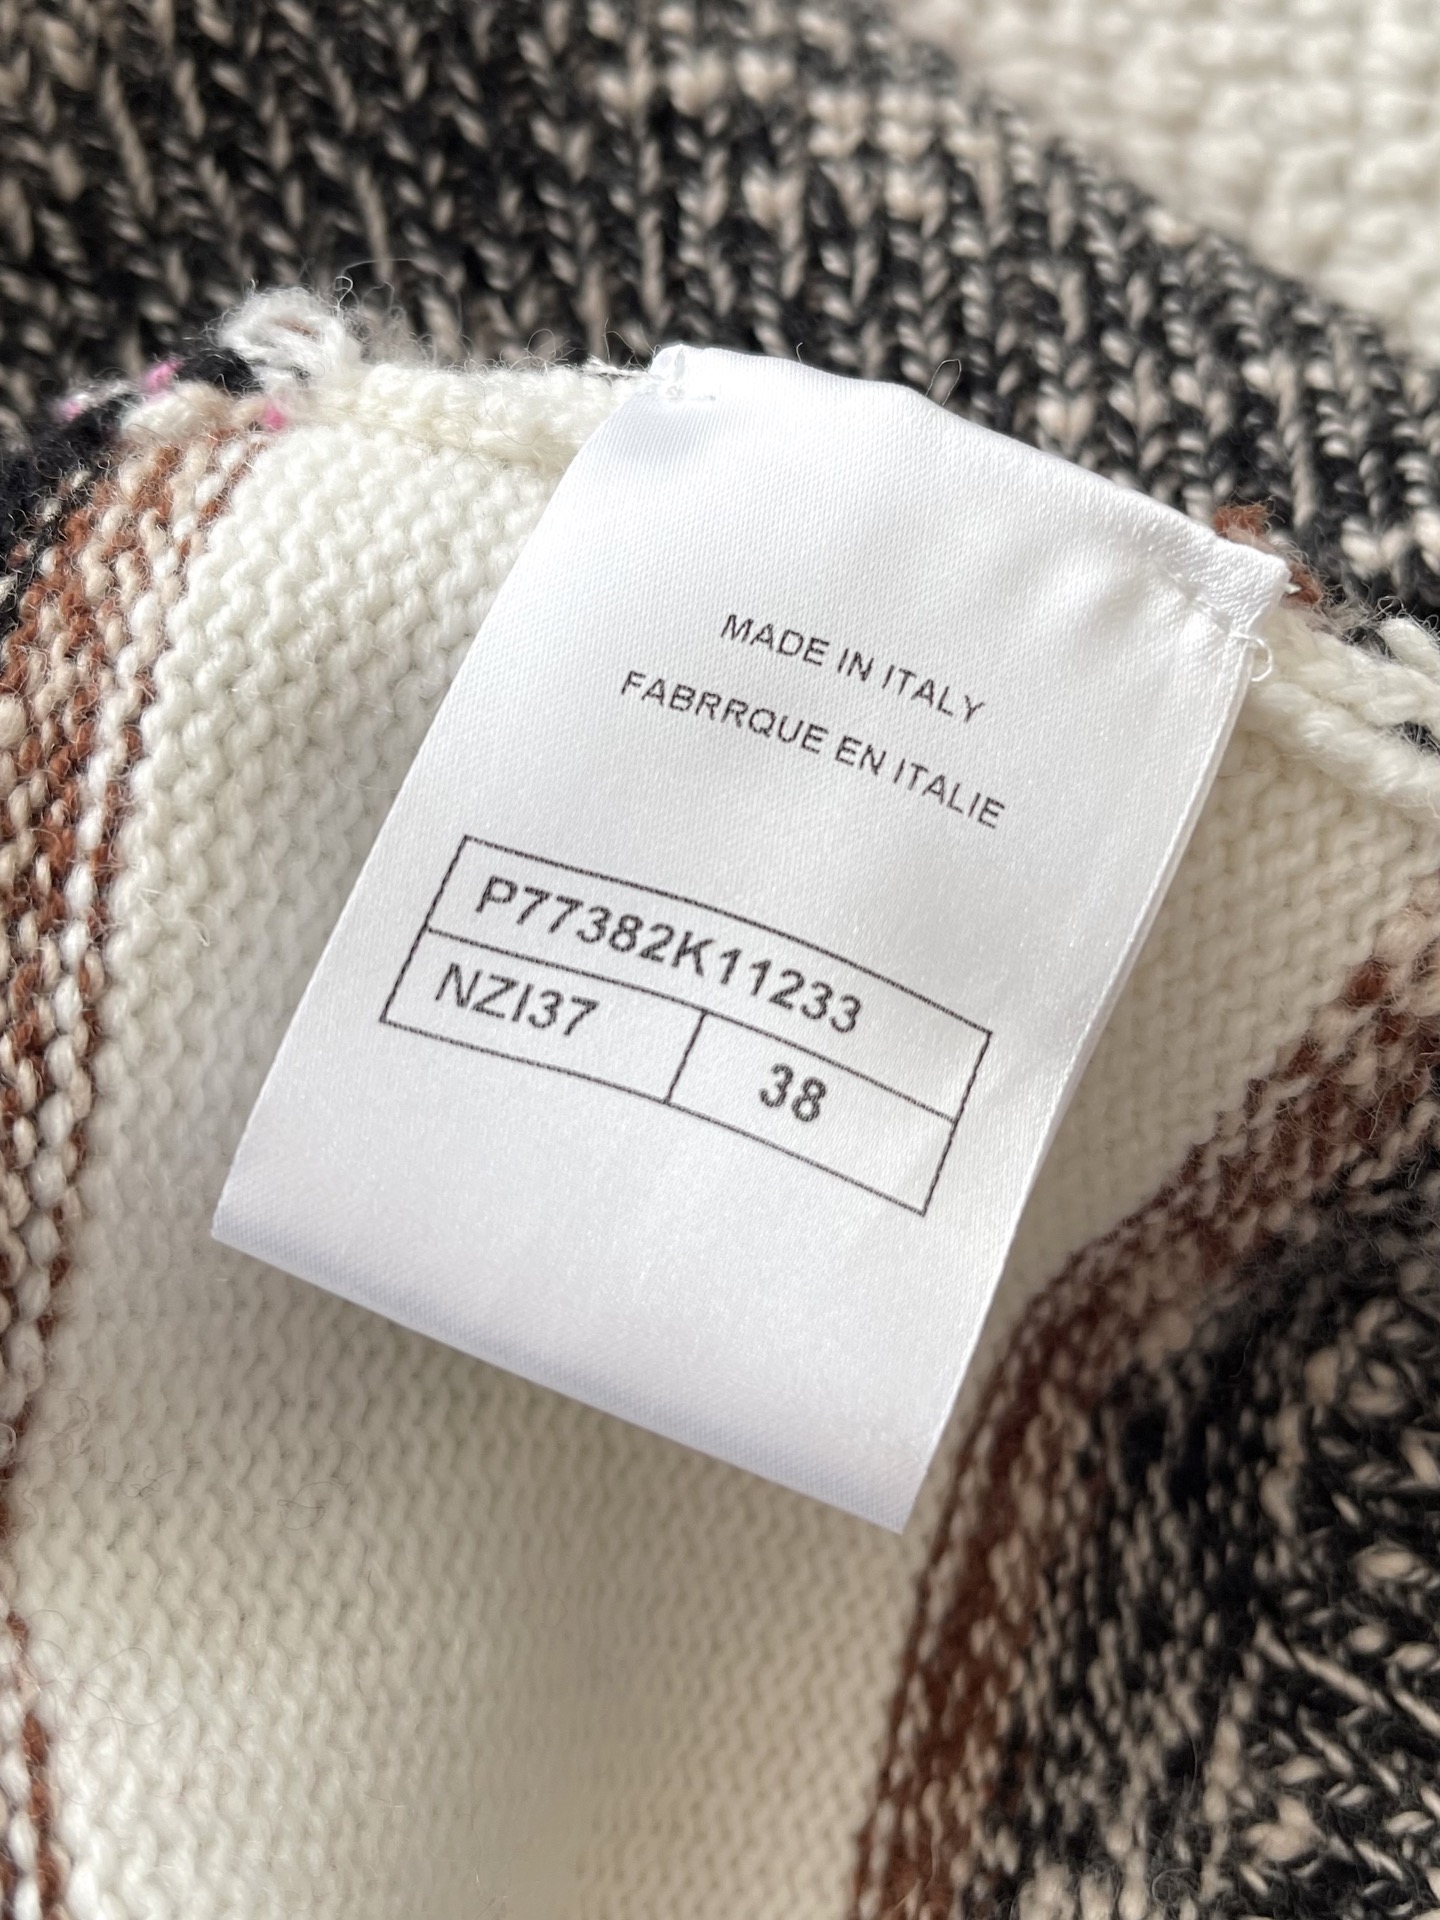 MADE IN ITALY
FABRRQUE EN ITALIE
P77382K11233
NZI37 38